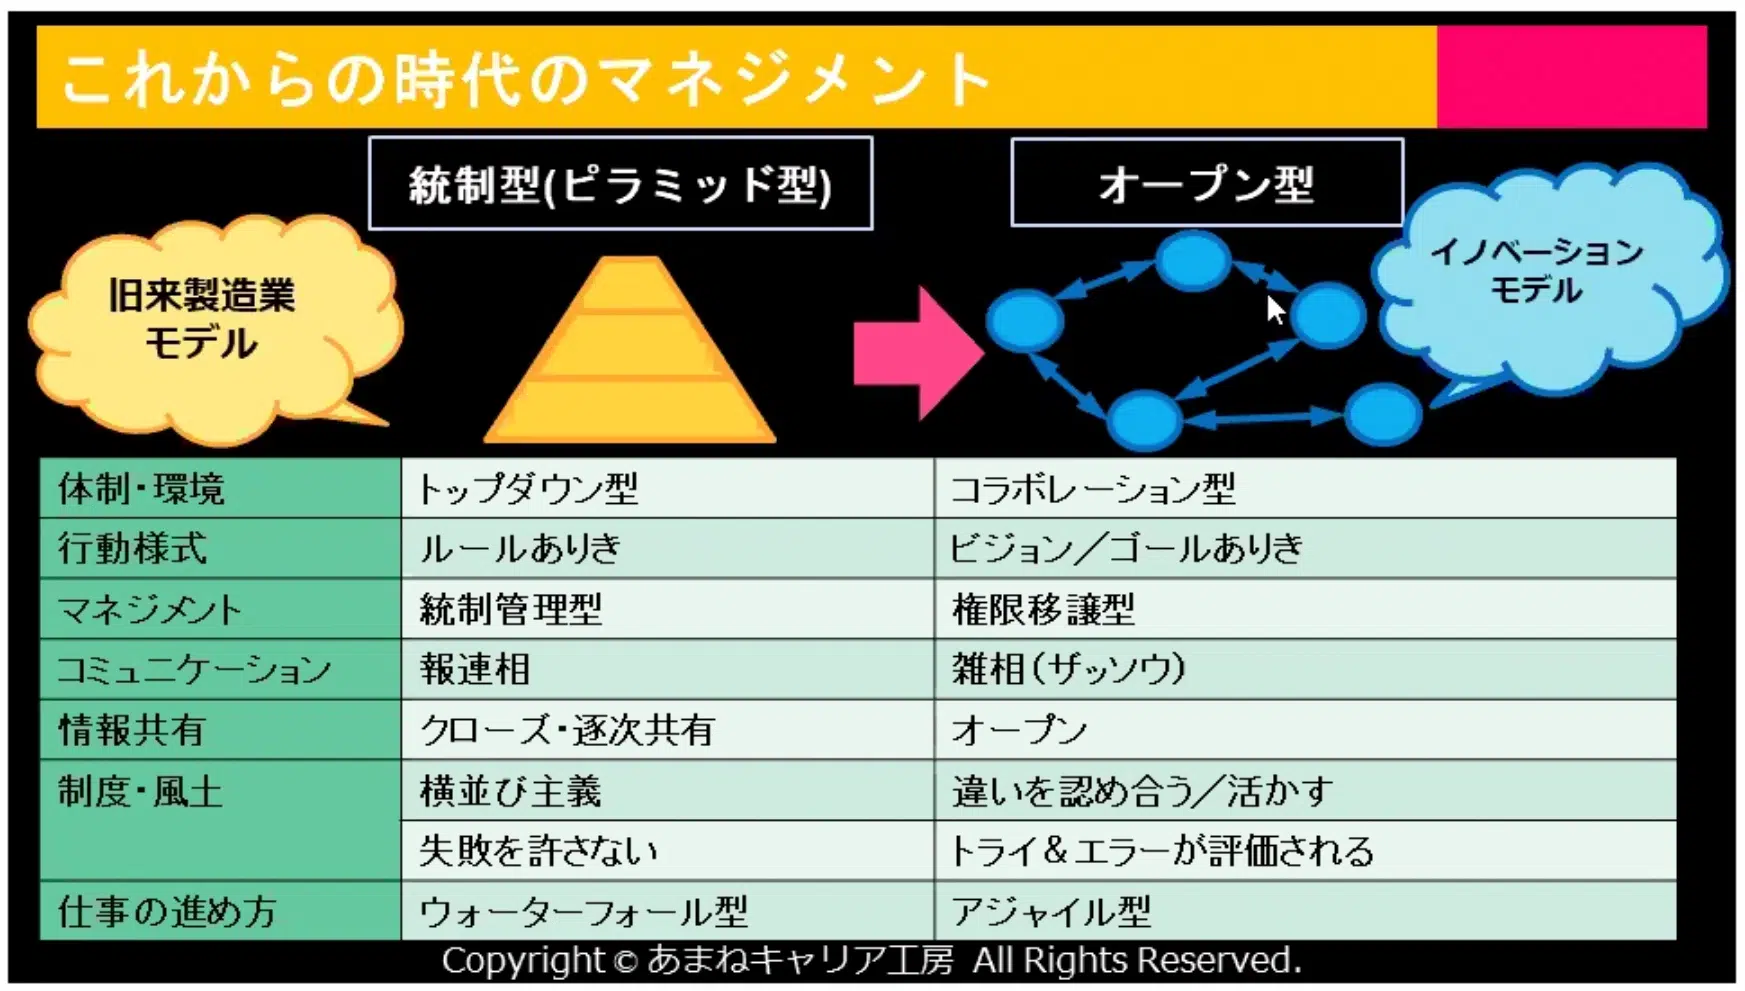 これからの時代のマネジメント
統制型(ピラミッド型)
オープン型
旧来製造業
モデル
イノベーション
モデル
体制・環境 トップダウン型 コラボレーション型
行動様式 ルールありき ビジョン／ゴールありき
マネジメント 統制管理型 権限移譲型
コミュニケーション 報連相 雑相（ザッソウ）
情報共有 クローズ・逐次共有 オープン
制度・風土 横並び主義 違いを認め合う／活かす
失敗を許さない トライ＆エラーが評価される
仕事の進め方 ウォーターフォール型 アジャイル型
Copyright © あまねキャリア工房 All Rights Reserved.